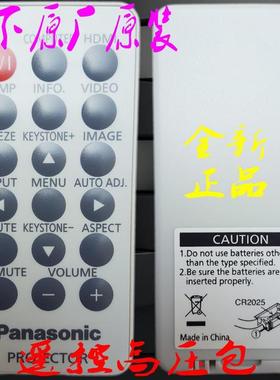 下原厂原装
COMPUTER HDMI
INFO. VIDEO
KEYSTONE+ IMAGE
MENU AUTO ADJ.
KEYSTONE- ASPECT
VOLUME
Panasonic
PROJECTOR
全新
正品
CAUTION
1.Do not use batteries other
than the type specified.
2.Be sure the batteries are
inserted properly.
CR2025
Made in China
遥控高压包